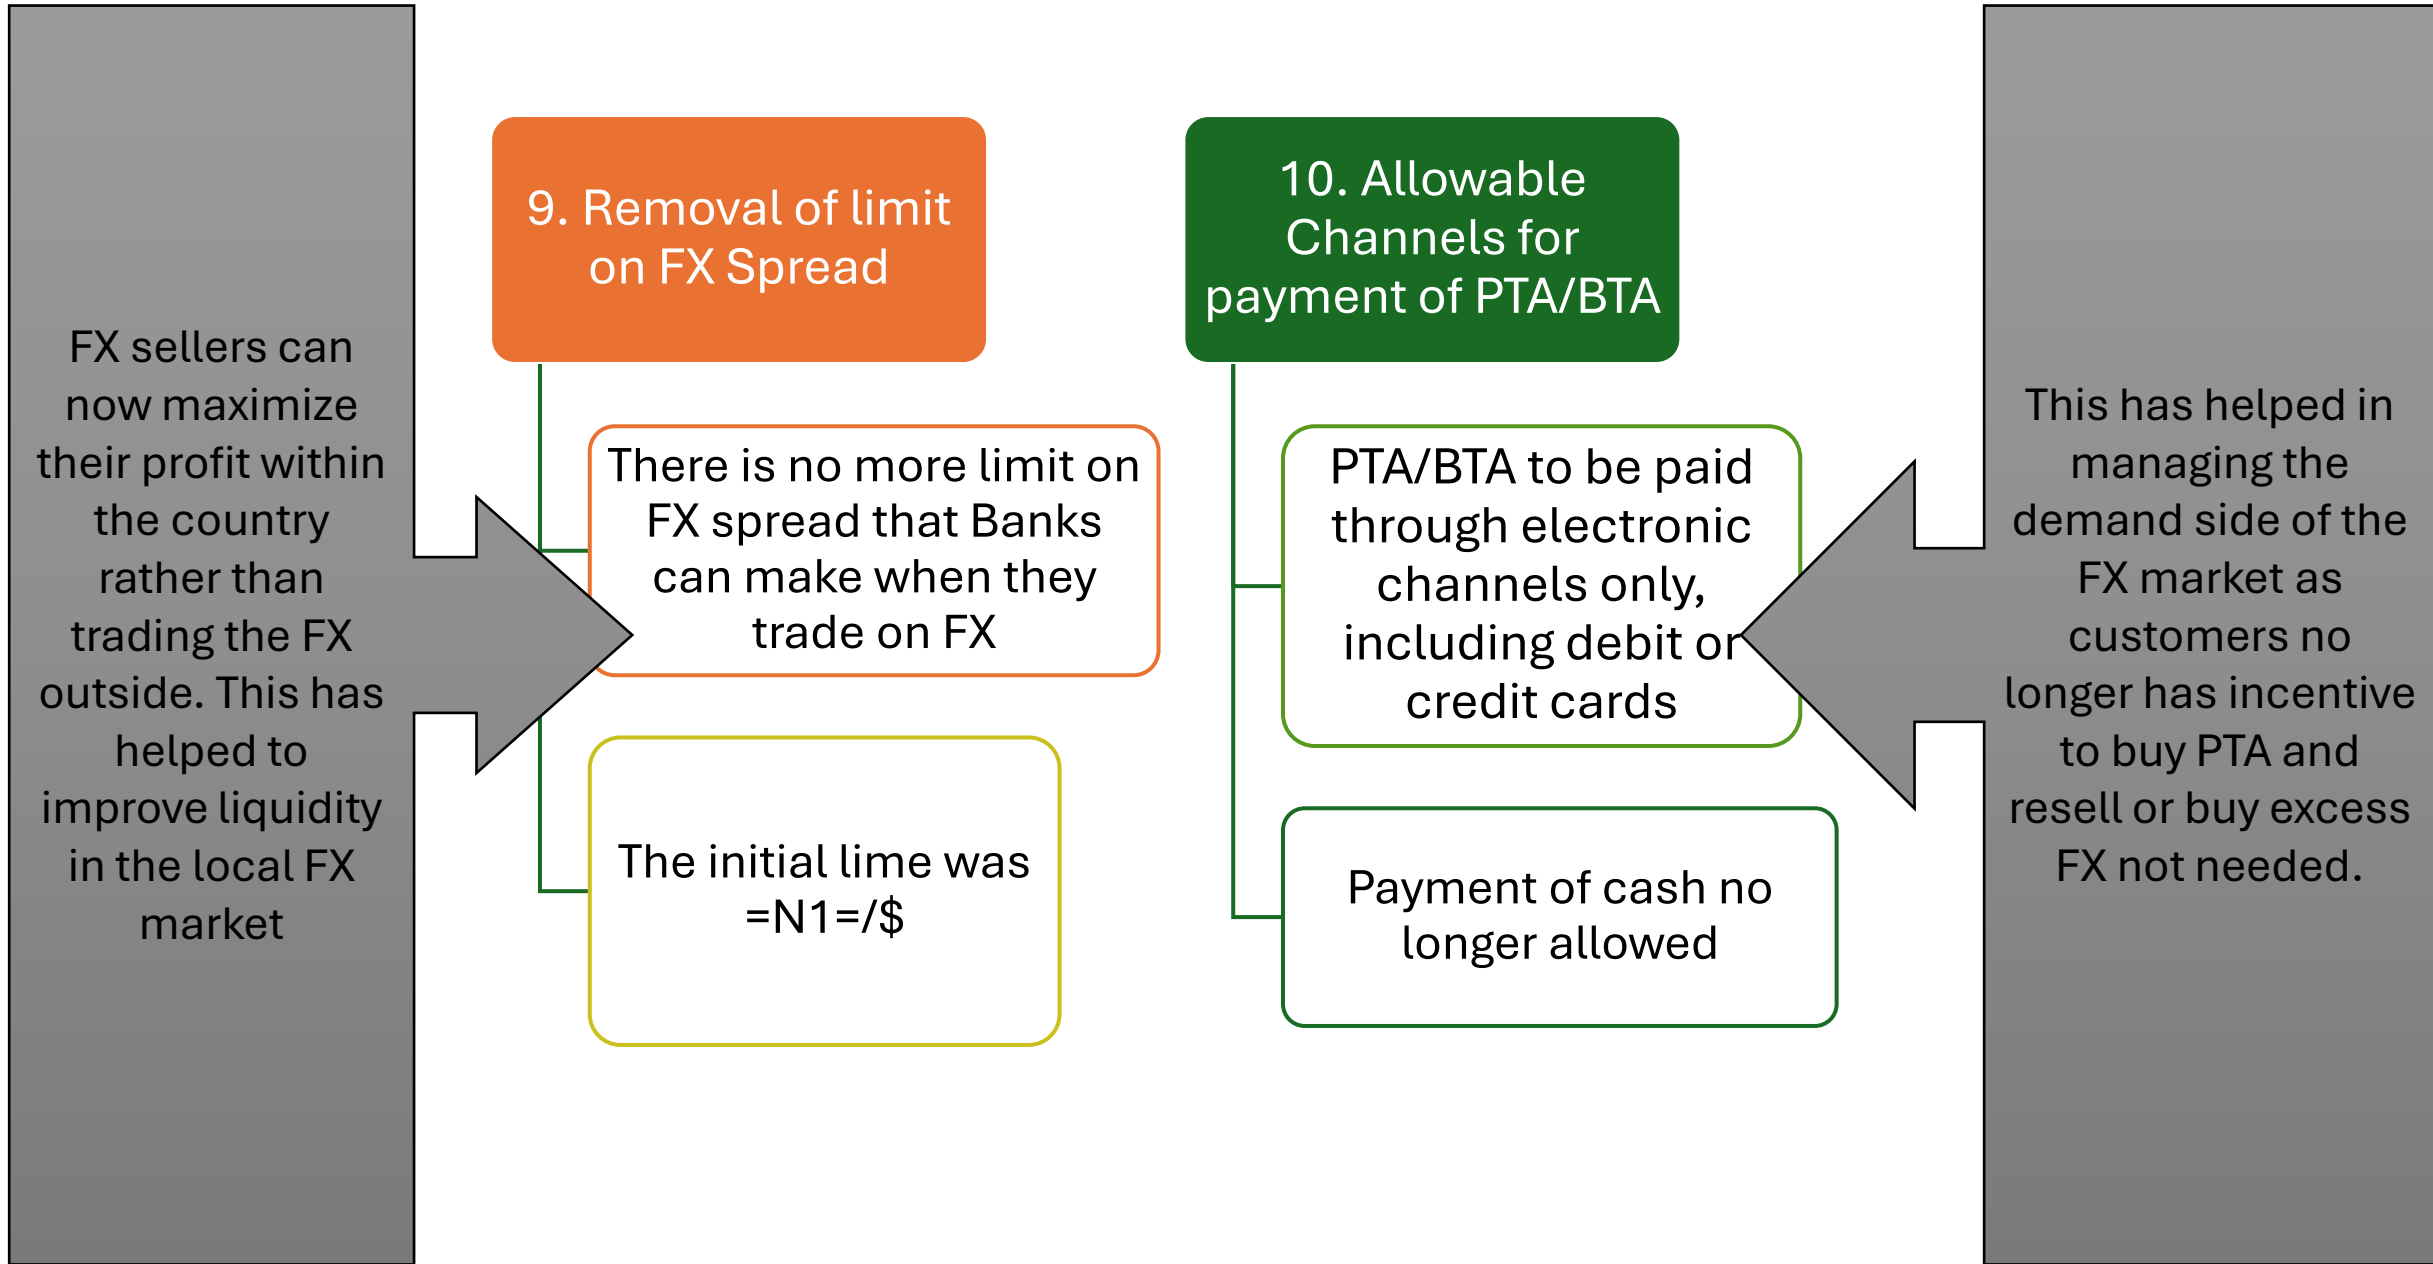 FX sellers can
now maximize
their profit within
the country
rather than
trading the FX
outside. This has
helped to
improve liquidity
in the local FX
market
9. Removal of limit
on FX Spread
There is no more limit on
FX spread that Banks
can make when they
trade on FX
The initial lime was
=N1=/$
10. Allowable
Channels for
payment of PTA/BTA
PTA/BTA to be paid
through electronic
channels only,
including debit or
credit cards
Payment of cash no
longer allowed
This has helped in
managing the
demand side of the
FX market as
customers no
longer has incentive
to buy PTA and
resell or buy excess
FX not needed.